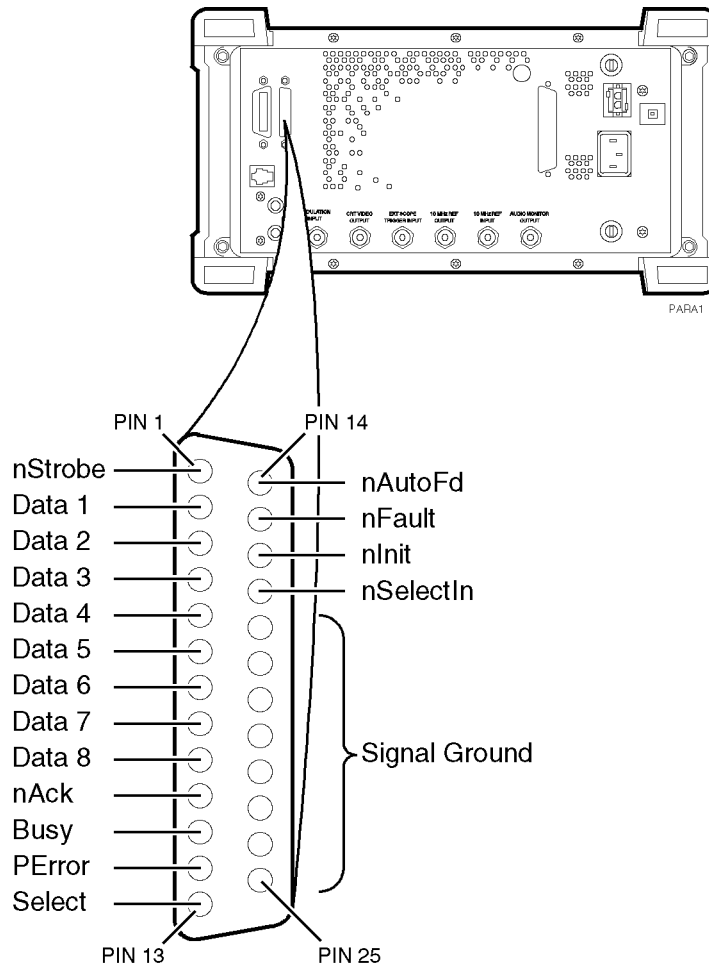 MODULATION INPUT
CRT VIDEO OUTPUT
EXT SCOPE TRIGGER INPUT
10 MHz REF OUTPUT
10 MHz REF INPUT
AUDIO MONITOR OUTPUT
PARA1
PIN 1
PIN 14
nStrobe
Data 1
Data 2
Data 3
Data 4
Data 5
Data 6
Data 7
Data 8
nAck
Busy
PError
Select
nAutoFd
nFault
nInit
nSelectIn
Signal Ground
PIN 13
PIN 25